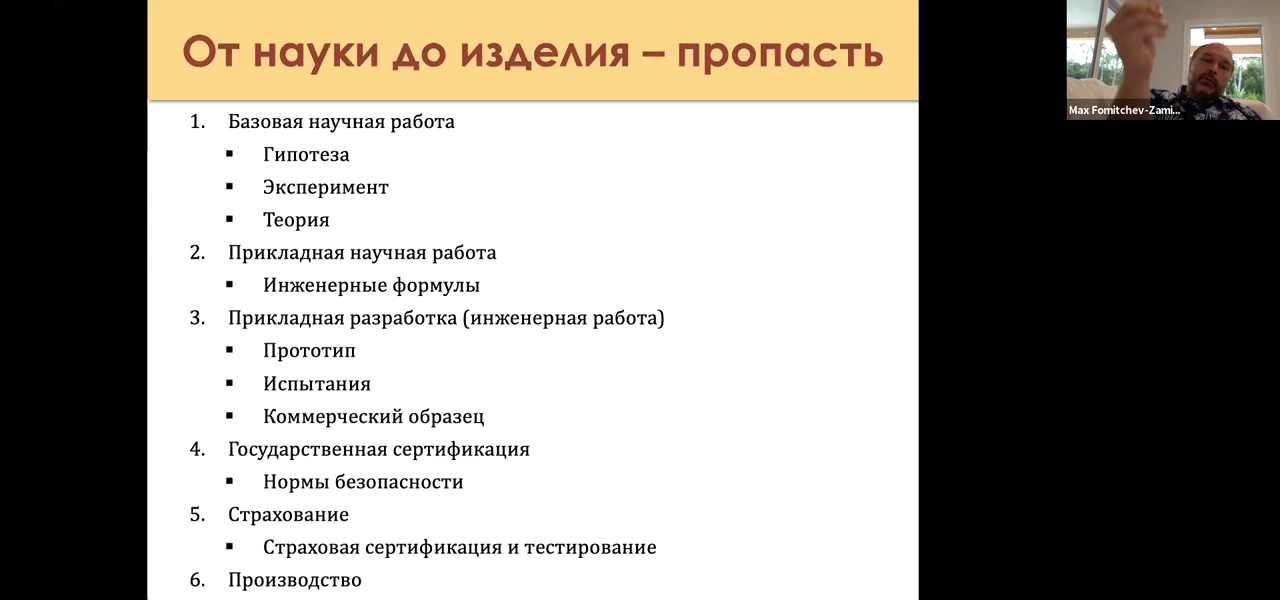 От науки до изделия – пропасть
1. Базовая научная работа
▪ Гипотеза
▪ Эксперимент
▪ Теория
2. Прикладная научная работа
▪ Инженерные формулы
3. Прикладная разработка (инженерная работа)
▪ Прототип
▪ Испытания
▪ Коммерческий образец
4. Государственная сертификация
▪ Нормы безопасности
5. Страхование
▪ Страховая сертификация и тестирование
6. Производство
Max Fomitchev-Zami...